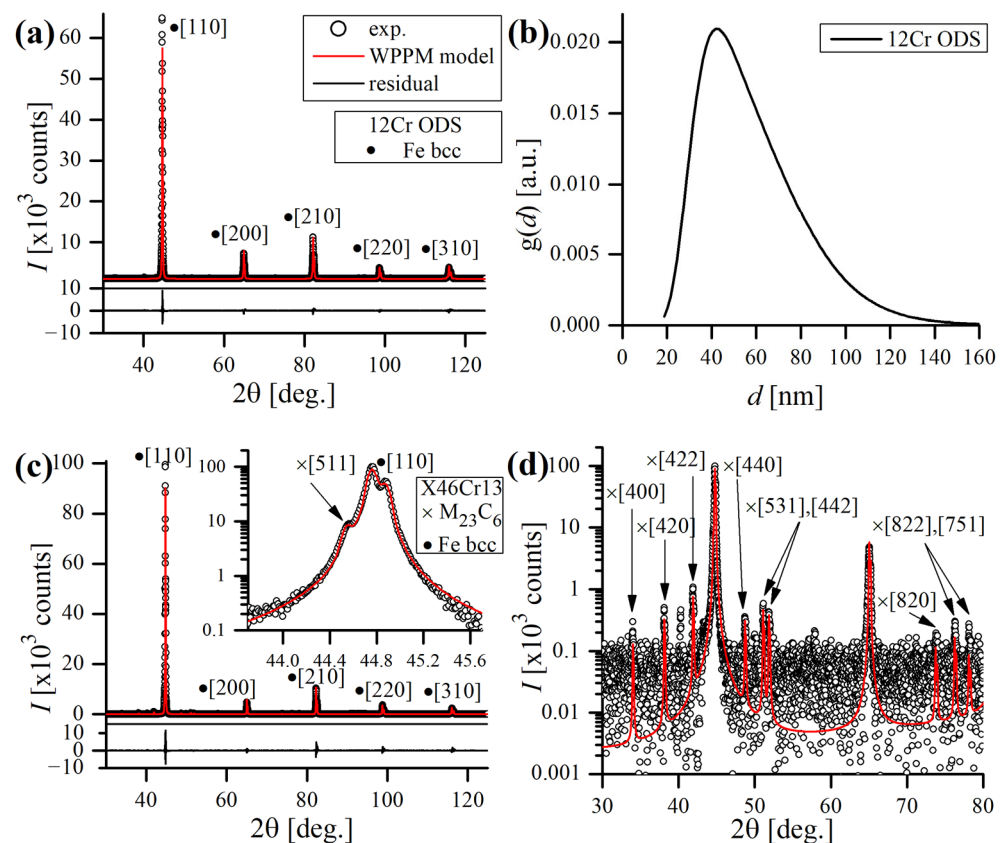 (a)
60
50
40
30
20
10
10
0
−10
I [x10³ counts]
●[110]
●[200]
●[210]
●[220]
●[310]
○ exp.
WPPM model
residual
12Cr ODS
● Fe bcc
40 60 80 100 120
2θ [deg.]
(b)
0.020
0.015
0.010
0.005
0.000
g(d) [a.u.]
12Cr ODS
0 20 40 60 80 100 120 140 160
d [nm]
(c)
100
80
60
40
20
0
10
0
−10
I [x10³ counts]
●[110]
●[200]
●[210]
●[220]
●[310]
100
10
1
0.1
×[511]
●[110]
X46Cr13
× M₂₃C₆
● Fe bcc
44.0 44.4 44.8 45.2 45.6
40 60 80 100 120
2θ [deg.]
(d)
100
10
1
0.1
0.01
0.001
I [x10³ counts]
×[400]
×[420]
×[422]
×[440]
×[531],[442]
×[822],[751]
×[820]
30 40 50 60 70 80
2θ [deg.]